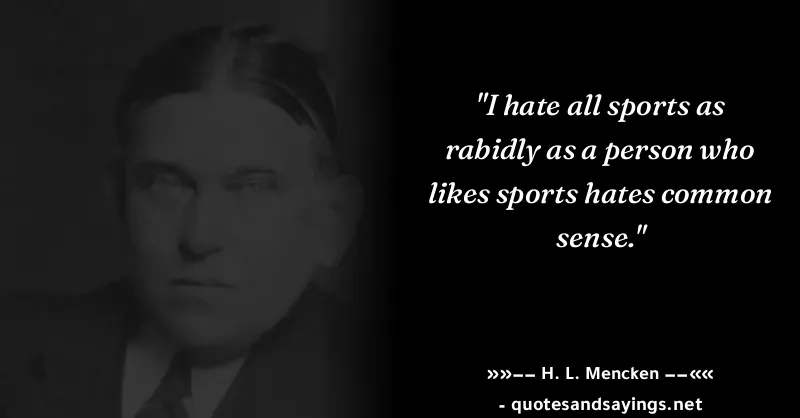 "I hate all sports as
rabidly as a person who
likes sports hates common
sense."
»»−− H. L. Mencken −−««
- quotesandsayings.net